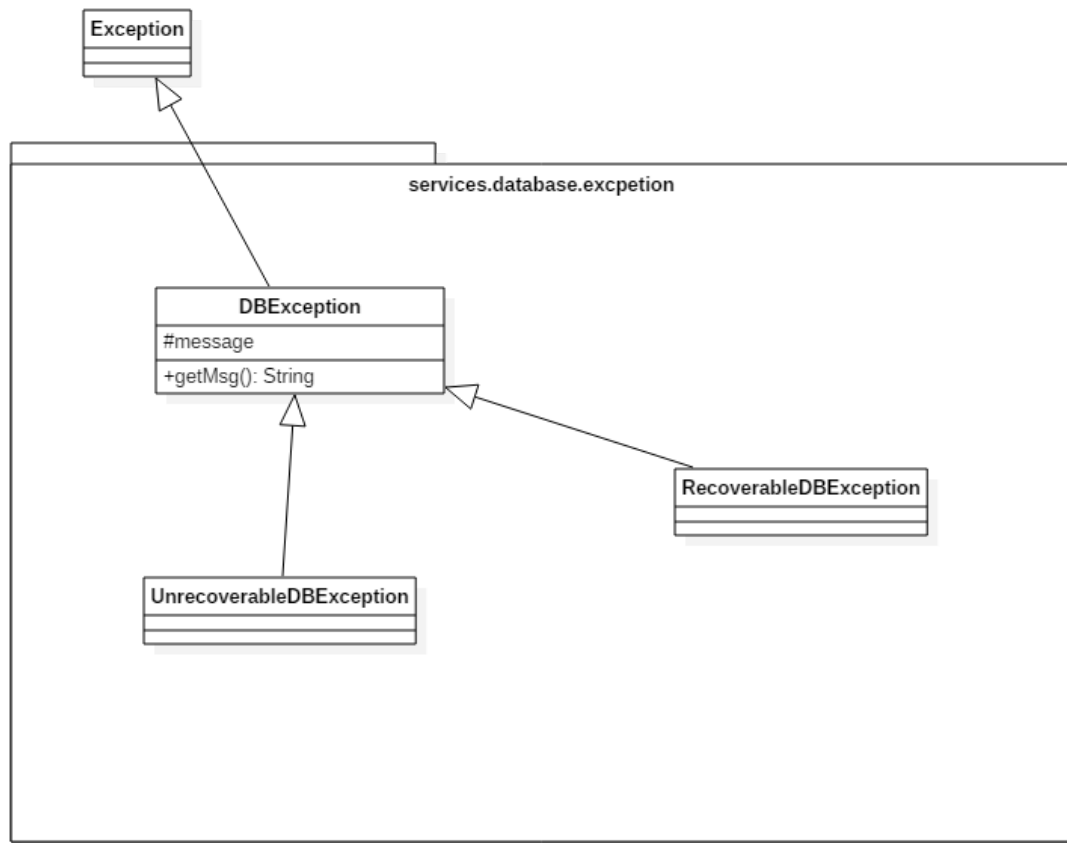 Exception
services.database.excpetion
DBException
#message
+getMsg(): String
RecoverableDBException
UnrecoverableDBException